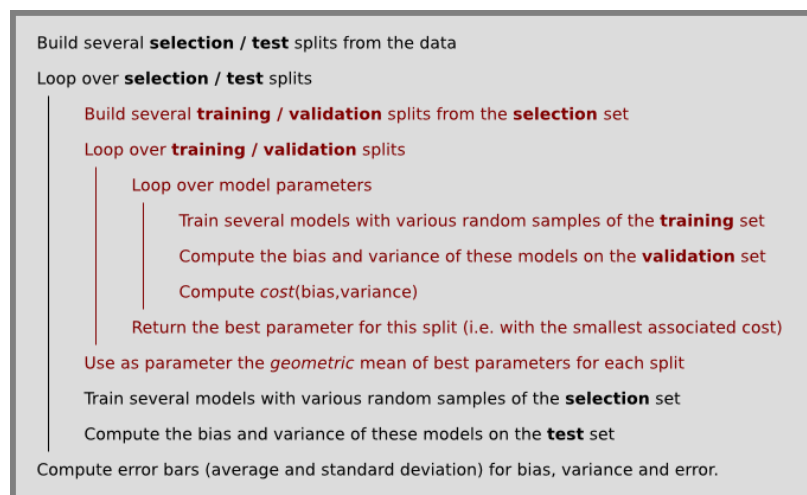 Build several selection / test splits from the data
Loop over selection / test splits
Build several training / validation splits from the selection set
Loop over training / validation splits
Loop over model parameters
Train several models with various random samples of the training set
Compute the bias and variance of these models on the validation set
Compute cost(bias,variance)
Return the best parameter for this split (i.e. with the smallest associated cost)
Use as parameter the geometric mean of best parameters for each split
Train several models with various random samples of the selection set
Compute the bias and variance of these models on the test set
Compute error bars (average and standard deviation) for bias, variance and error.